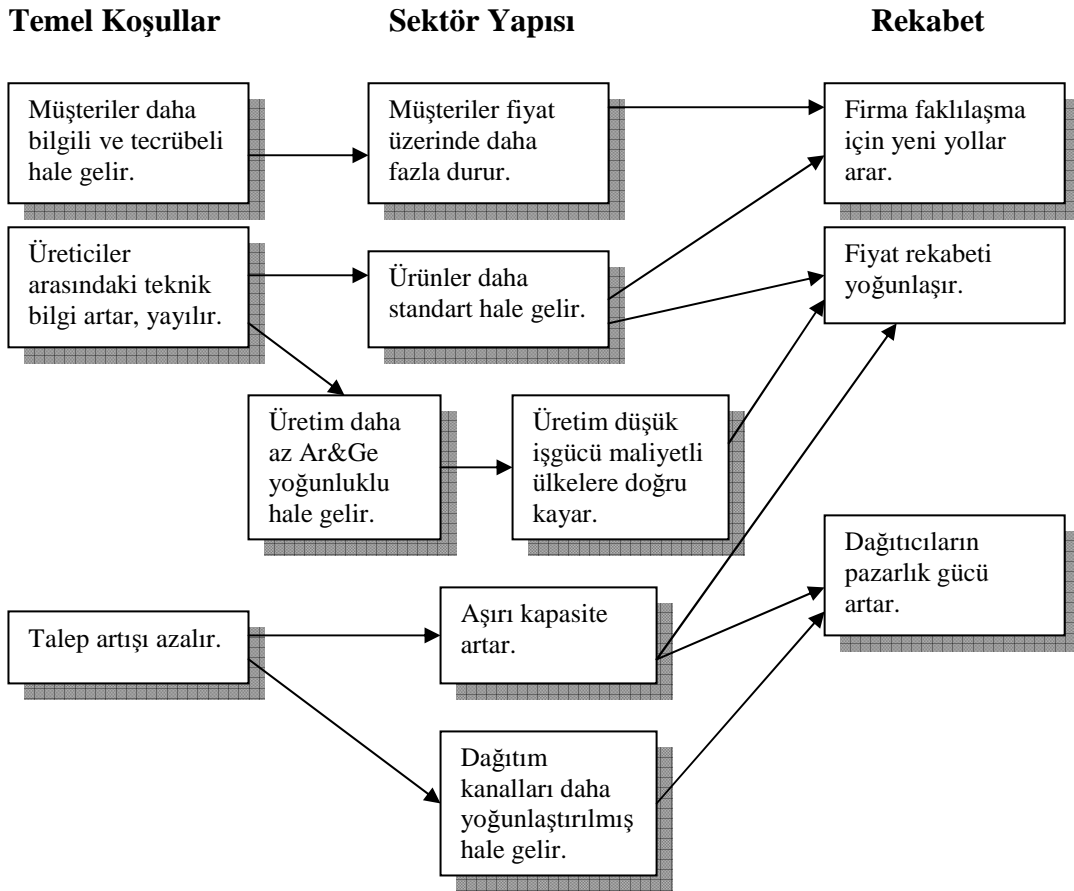 Temel Koşullar
Sektör Yapısı
Rekabet
Müşteriler daha
bilgili ve tecrübeli
hale gelir.
Müşteriler fiyat
üzerinde daha
fazla durur.
Firma faklılaşma
için yeni yollar
arar.
Üreticiler
arasındaki teknik
bilgi artar, yayılır.
Ürünler daha
standart hale gelir.
Fiyat rekabeti
yoğunlaşır.
Üretim daha
az Ar&Ge
yoğunluklu
hale gelir.
Üretim düşük
işgücü maliyetli
ülkelere doğru
kayar.
Dağıtıcıların
pazarlık gücü
artar.
Talep artışı azalır.
Aşırı kapasite
artar.
Dağıtım
kanalları daha
yoğunlaştırılmış
hale gelir.